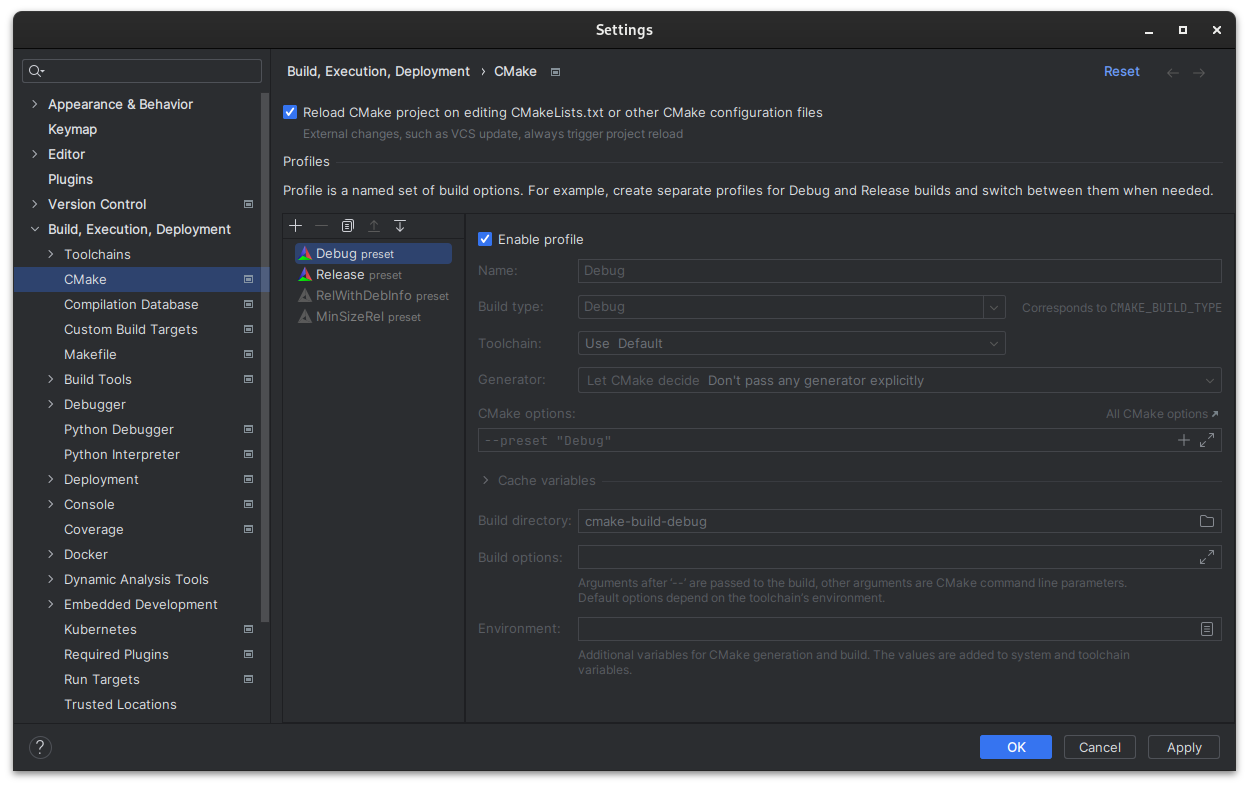 Settings
Build, Execution, Deployment › CMake
Reset
Appearance & Behavior
Keymap
Editor
Plugins
Version Control
Build, Execution, Deployment
Toolchains
CMake
Compilation Database
Custom Build Targets
Makefile
Build Tools
Debugger
Python Debugger
Python Interpreter
Deployment
Console
Coverage
Docker
Dynamic Analysis Tools
Embedded Development
Kubernetes
Required Plugins
Run Targets
Trusted Locations
Reload CMake project on editing CMakeLists.txt or other CMake configuration files
External changes, such as VCS update, always trigger project reload
Profiles
Profile is a named set of build options. For example, create separate profiles for Debug and Release builds and switch between them when needed.
Debug preset
Release preset
RelWithDebInfo preset
MinSizeRel preset
Enable profile
Name: Debug
Build type: Debug Corresponds to CMAKE_BUILD_TYPE
Toolchain: Use Default
Generator: Let CMake decide Don't pass any generator explicitly
CMake options: All CMake options
--preset "Debug"
Cache variables
Build directory: cmake-build-debug
Build options:
Arguments after '--' are passed to the build, other arguments are CMake command line parameters.
Default options depend on the toolchain's environment.
Environment:
Additional variables for CMake generation and build. The values are added to system and toolchain
variables.
?
OK Cancel Apply